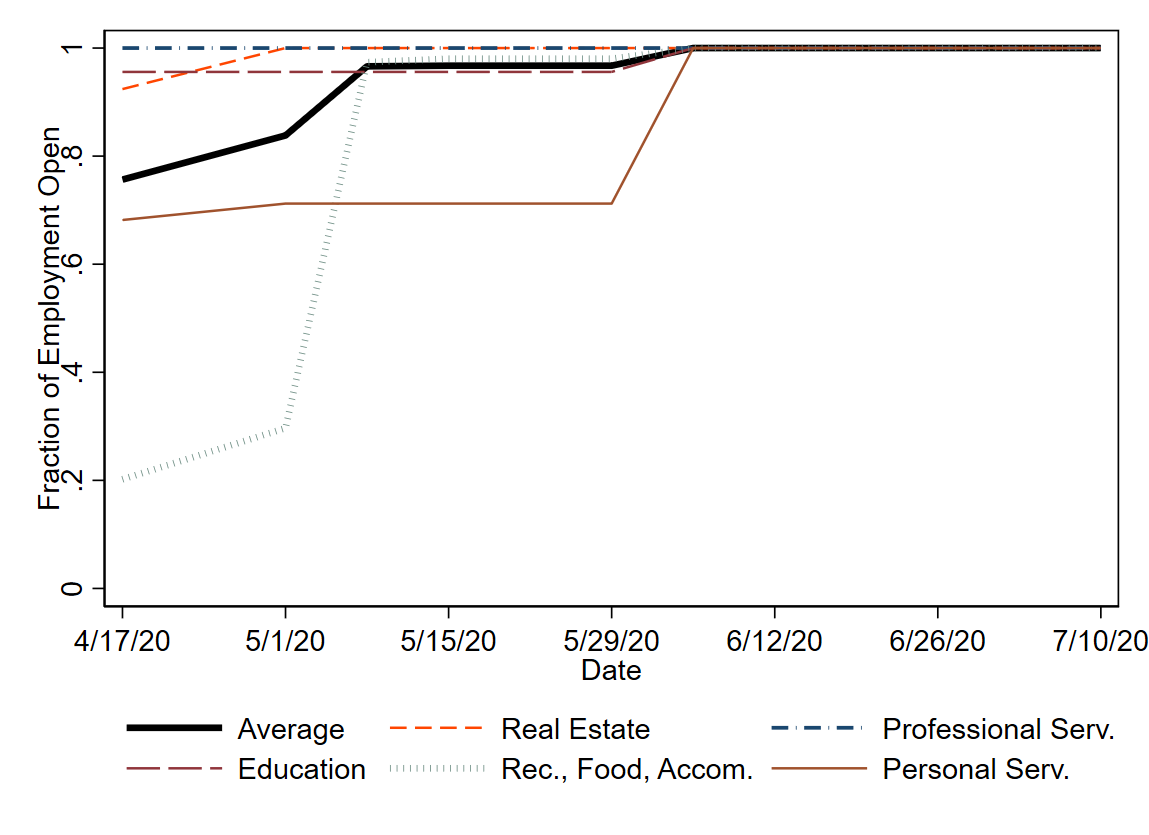 Fraction of Employment Open
1
.8
.6
.4
.2
0
4/17/20 5/1/20 5/15/20 5/29/20 6/12/20 6/26/20 7/10/20
Date
Average Real Estate Professional Serv.
Education Rec., Food, Accom. Personal Serv.